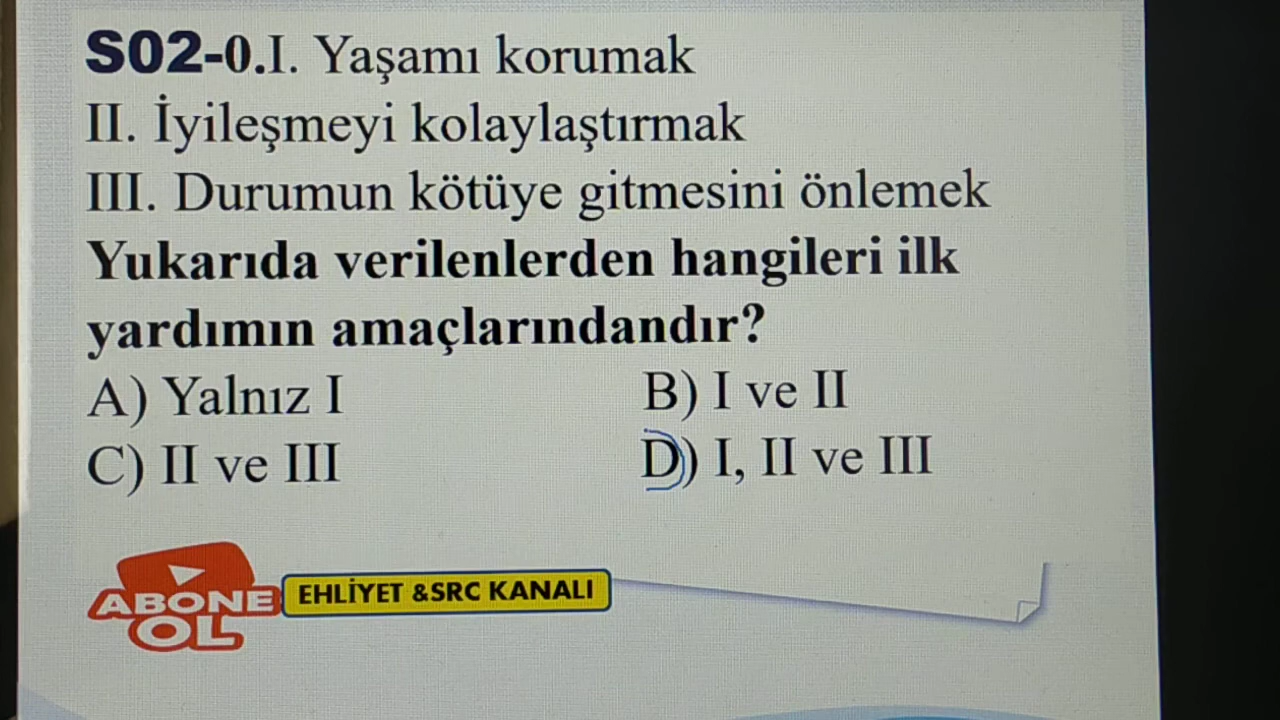 S02-0.I. Yaşamı korumak
II. İyileşmeyi kolaylaştırmak
III. Durumun kötüye gitmesini önlemek
Yukarıda verilenlerden hangileri ilk
yardımın amaçlarındandır?
A) Yalnız I
B) I ve II
C) II ve III
D) I, II ve III
ABONE
OL
EHLİYET &SRC KANALI